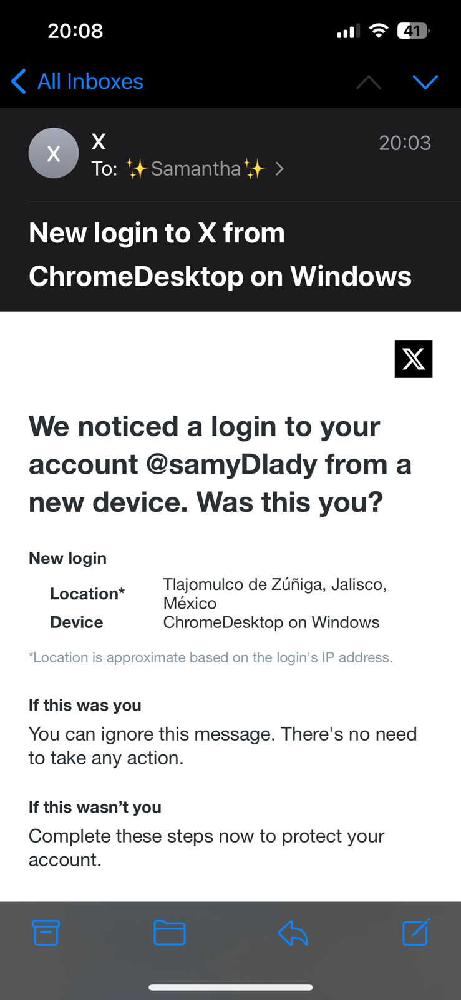 20:08
41
All Inboxes
X
X
20:03
To: ✨Samantha✨
New login to X from
ChromeDesktop on Windows
X
We noticed a login to your
account @samyDlady from a
new device. Was this you?
New login
Location*
Tlajomulco de Zúñiga, Jalisco,
México
Device
ChromeDesktop on Windows
*Location is approximate based on the login's IP address.
If this was you
You can ignore this message. There's no need
to take any action.
If this wasn’t you
Complete these steps now to protect your
account.